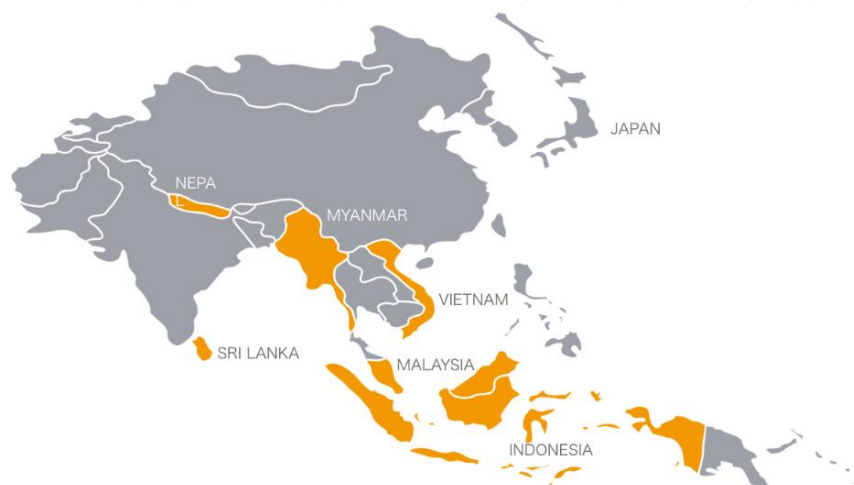 JAPAN
NEPA
L
MYANMAR
VIETNAM
SRI LANKA
MALAYSIA
INDONESIA